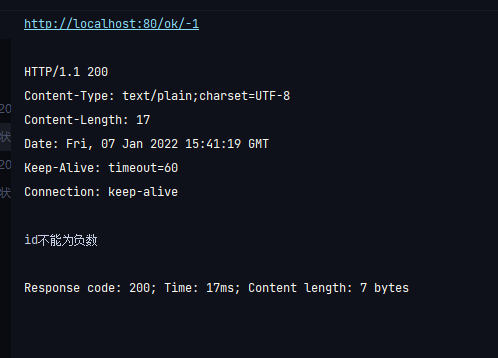 http://localhost:80/ok/-1
HTTP/1.1 200
Content-Type: text/plain;charset=UTF-8
Content-Length: 17
20
Date: Fri, 07 Jan 2022 15:41:19 GMT
状
Keep-Alive: timeout=60
20
Connection: keep-alive
状
id不能为负数
Response code: 200; Time: 17ms; Content length: 7 bytes